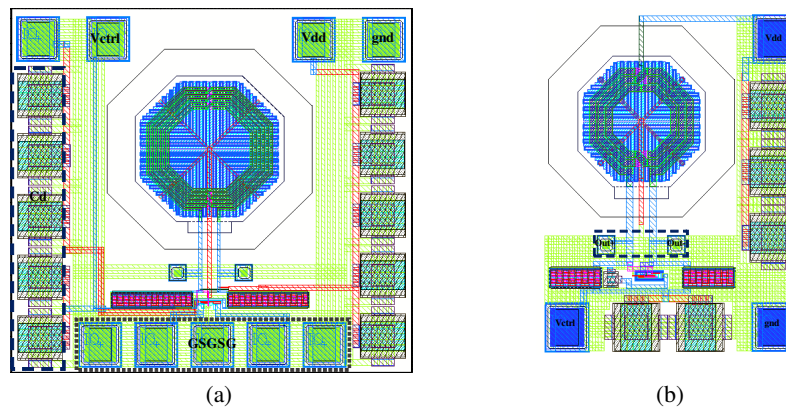 Vctrl
Vdd
gnd
Cd
GSGSG
(a)
Vdd
Out+
Out-
Vctrl
gnd
(b)